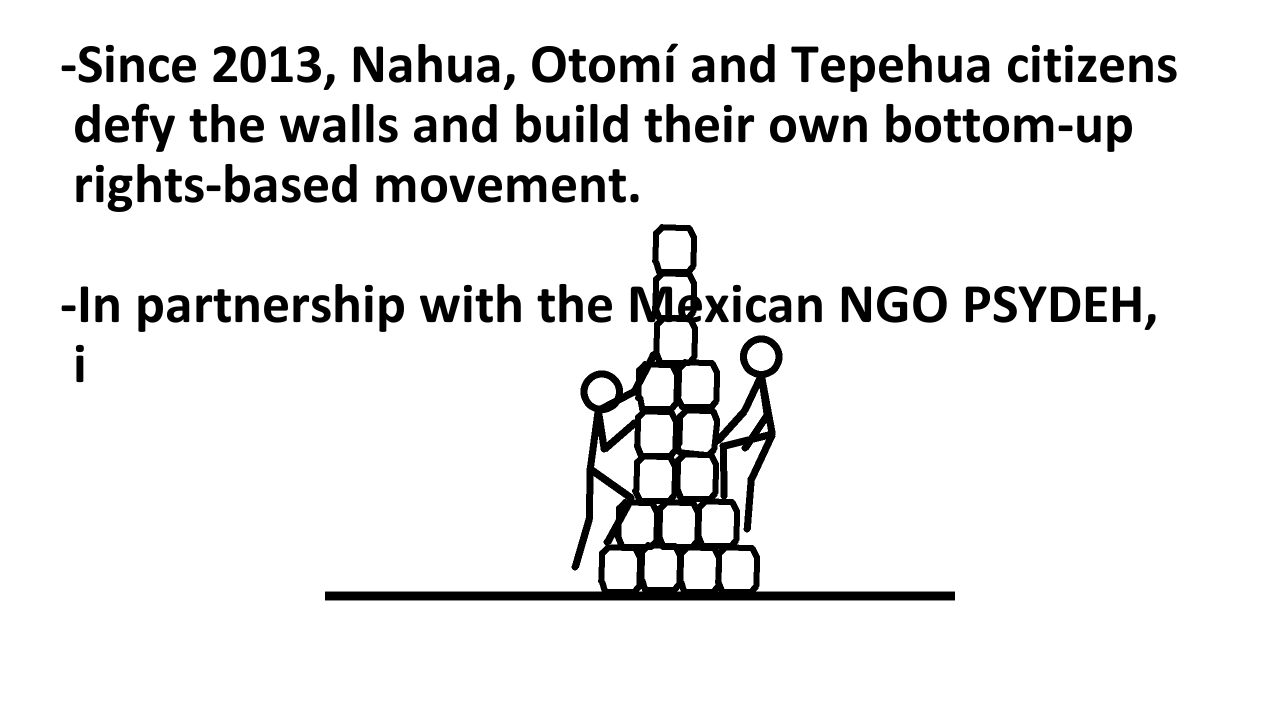 -Since 2013, Nahua, Otomí and Tepehua citizens
defy the walls and build their own bottom-up
rights-based movement.
-In partnership with the Mexican NGO PSYDEH,
i